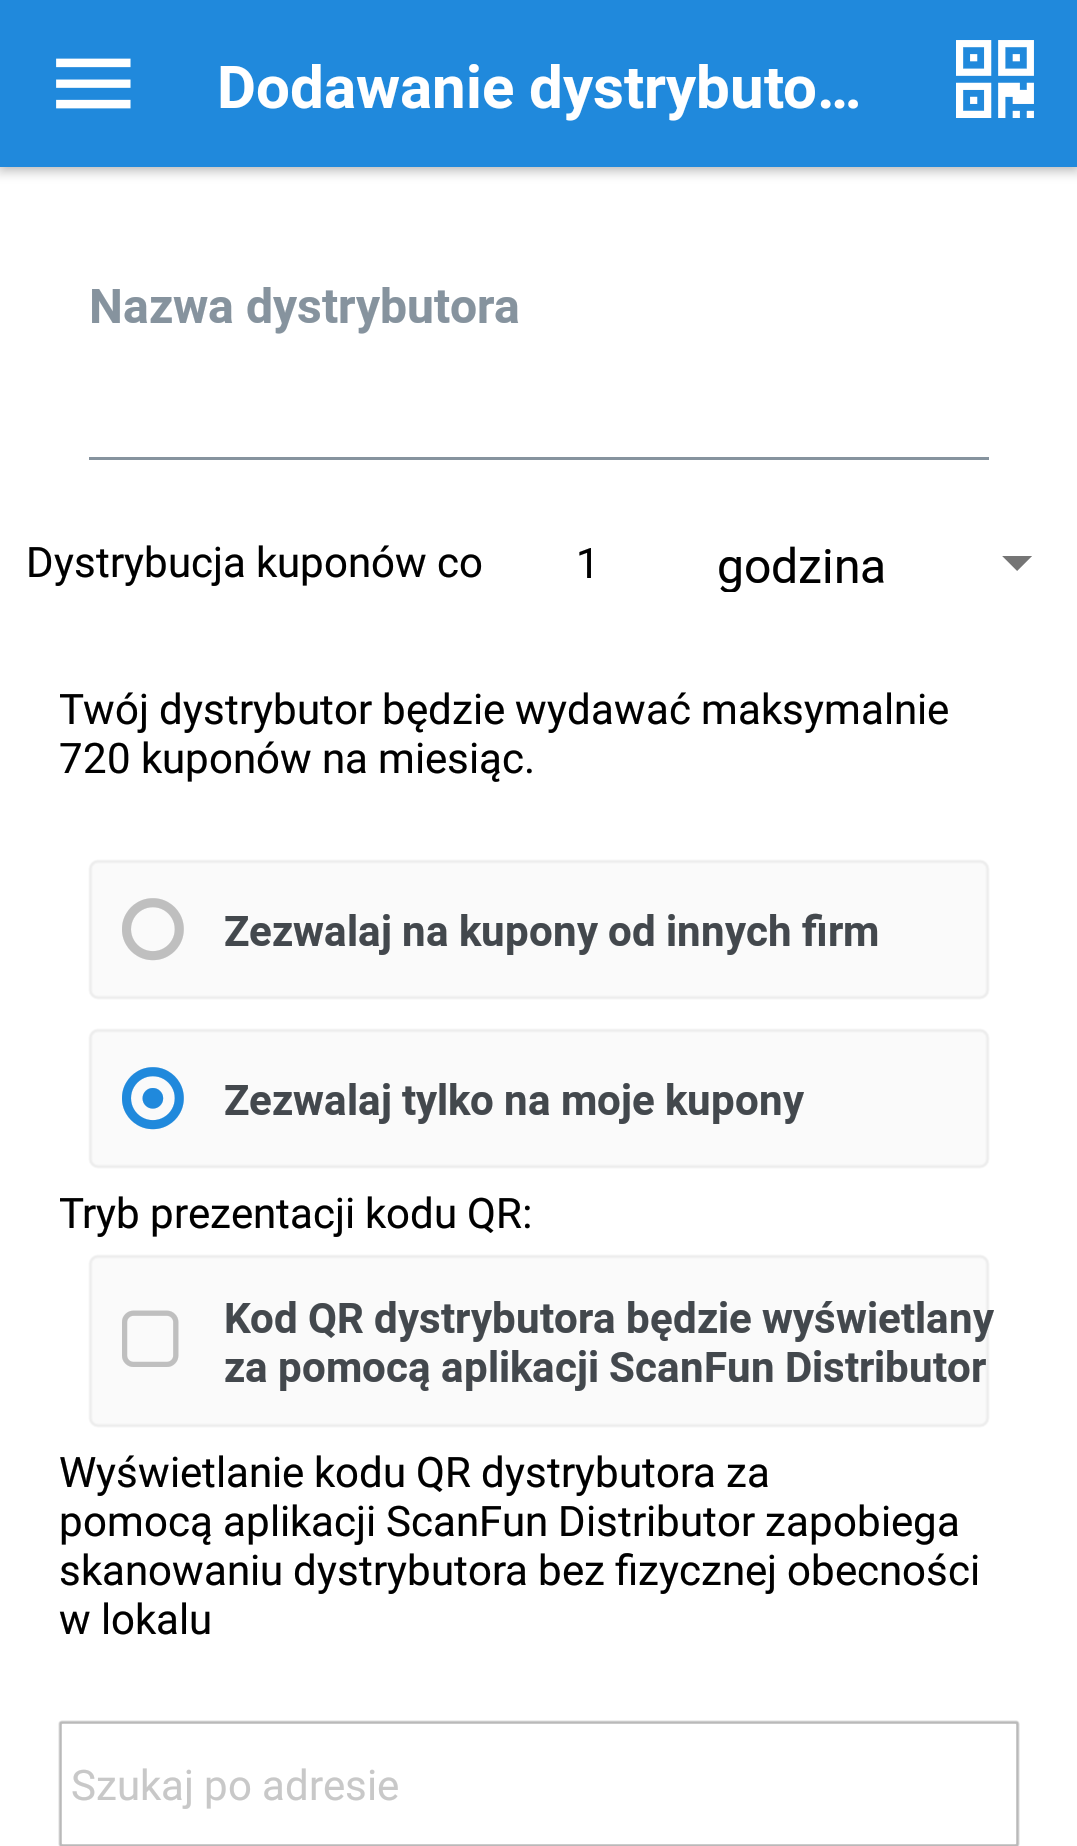 Dodawanie dystrybuto...
Nazwa dystrybutora
Dystrybucja kuponów co 1 godzina
Twój dystrybutor będzie wydawać maksymalnie
720 kuponów na miesiąc.
Zezwalaj na kupony od innych firm
Zezwalaj tylko na moje kupony
Tryb prezentacji kodu QR:
Kod QR dystrybutora będzie wyświetlany
za pomocą aplikacji ScanFun Distributor
Wyświetlanie kodu QR dystrybutora za
pomocą aplikacji ScanFun Distributor zapobiega
skanowaniu dystrybutora bez fizycznej obecności
w lokalu
Szukaj po adresie